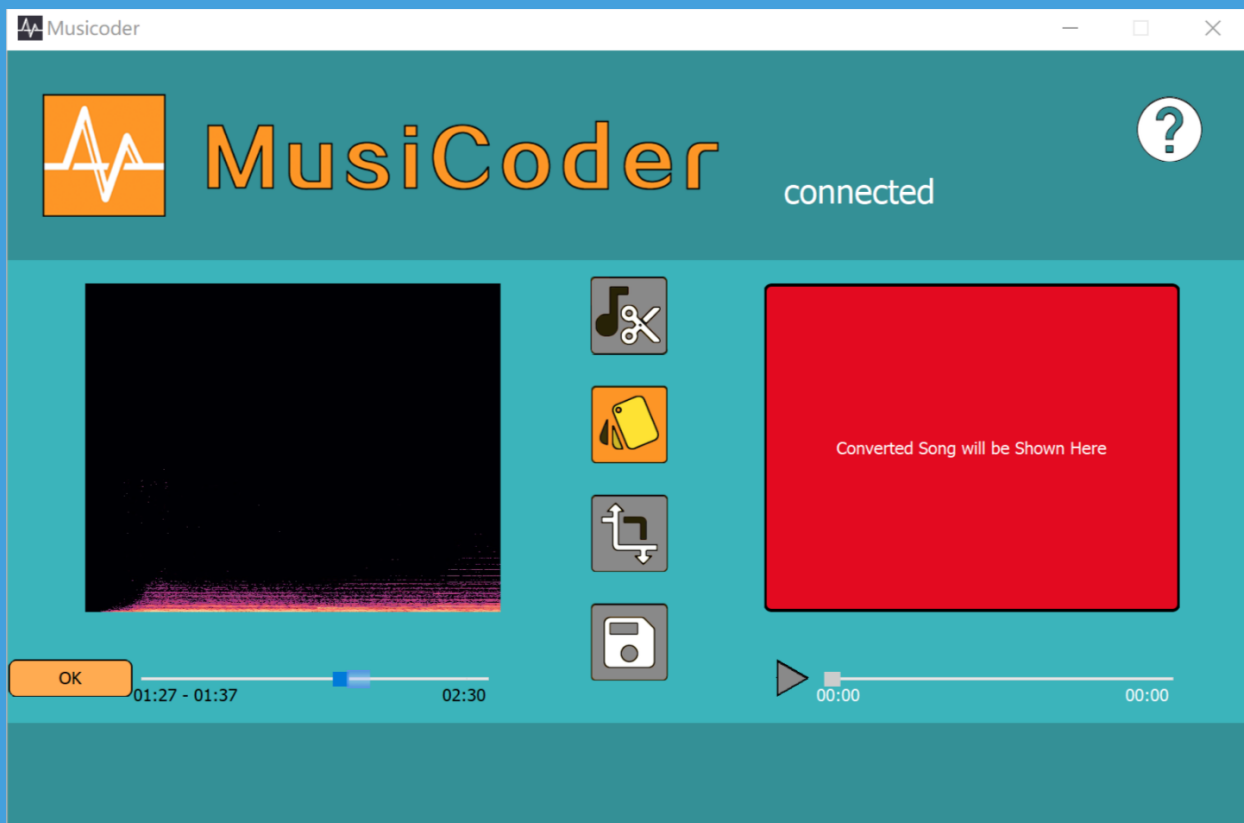 Musicoder
MusiCoder
connected
?
Converted Song will be Shown Here
OK
01:27 - 01:37
02:30
00:00
00:00